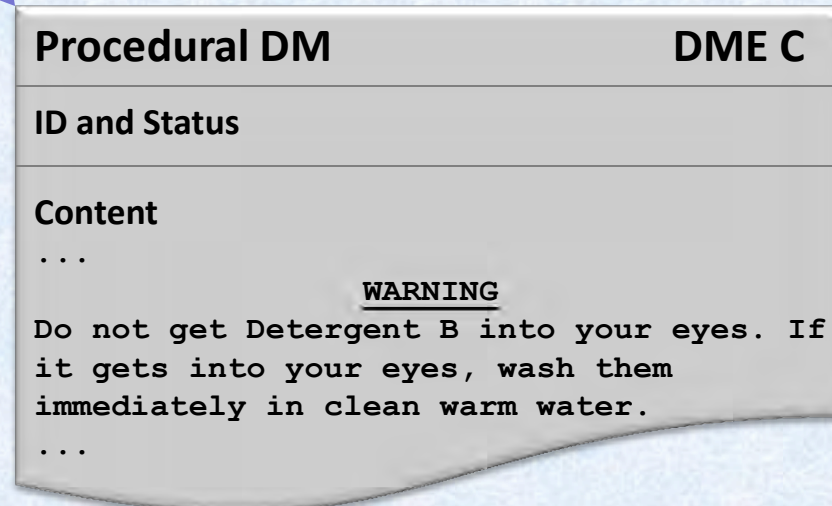 Procedural DM DME C
ID and Status
Content
...
WARNING
Do not get Detergent B into your eyes. If
it gets into your eyes, wash them
immediately in clean warm water.
...